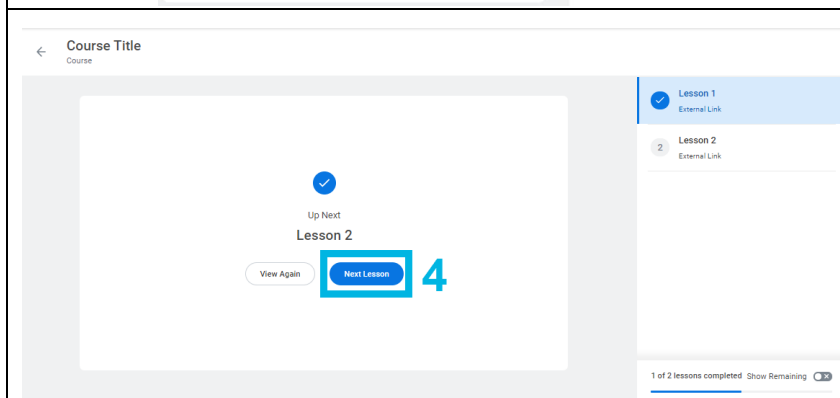 Course Title
Course
Up Next
Lesson 2
View Again
Next Lesson
4
Lesson 1
External Link
2
Lesson 2
External Link
1 of 2 lessons completed Show Remaining